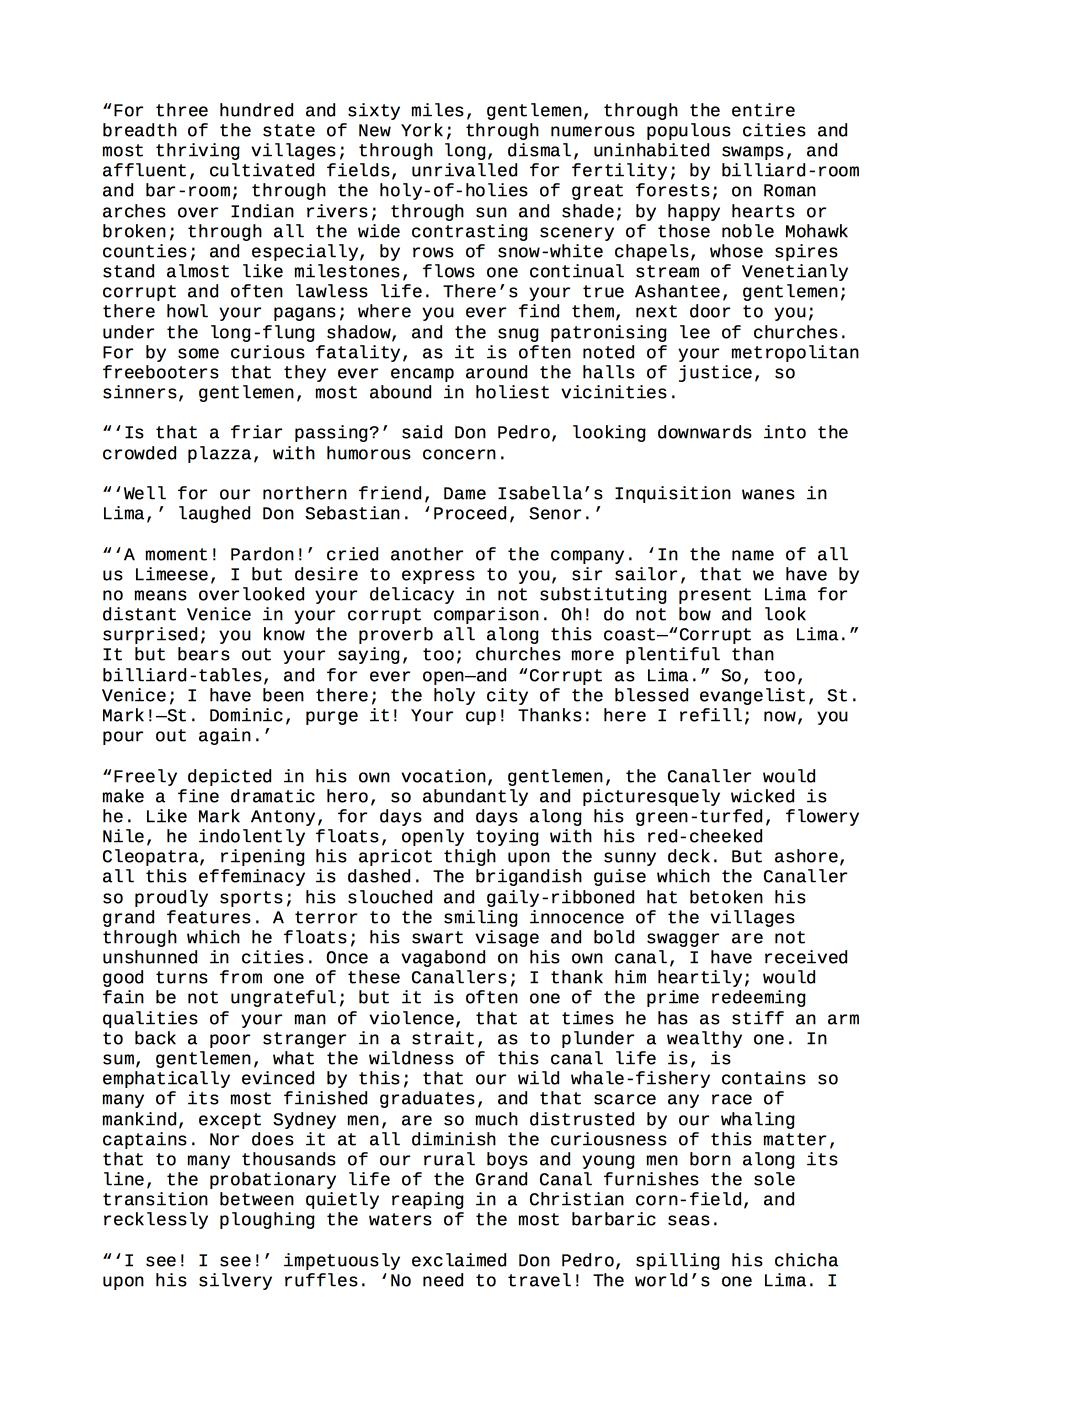 “For three hundred and sixty miles, gentlemen, through the entire
breadth of the state of New York; through numerous populous cities and
most thriving villages; through long, dismal, uninhabited swamps, and
affluent, cultivated fields, unrivalled for fertility; by billiard-room
and bar-room; through the holy-of-holies of great forests; on Roman
arches over Indian rivers; through sun and shade; by happy hearts or
broken; through all the wide contrasting scenery of those noble Mohawk
counties; and especially, by rows of snow-white chapels, whose spires
stand almost like milestones, flows one continual stream of Venetianly
corrupt and often lawless life. There’s your true Ashantee, gentlemen;
there howl your pagans; where you ever find them, next door to you;
under the long-flung shadow, and the snug patronising lee of churches.
For by some curious fatality, as it is often noted of your metropolitan
freebooters that they ever encamp around the halls of justice, so
sinners, gentlemen, most abound in holiest vicinities.

“‘Is that a friar passing?’ said Don Pedro, looking downwards into the
crowded plazza, with humorous concern.

“‘Well for our northern friend, Dame Isabella’s Inquisition wanes in
Lima,’ laughed Don Sebastian. ‘Proceed, Senor.’

“‘A moment! Pardon!’ cried another of the company. ‘In the name of all
us Limeese, I but desire to express to you, sir sailor, that we have by
no means overlooked your delicacy in not substituting present Lima for
distant Venice in your corrupt comparison. Oh! do not bow and look
surprised; you know the proverb all along this coast—“Corrupt as Lima.”
It but bears out your saying, too; churches more plentiful than
billiard-tables, and for ever open—and “Corrupt as Lima.” So, too,
Venice; I have been there; the holy city of the blessed evangelist, St.
Mark!—St. Dominic, purge it! Your cup! Thanks: here I refill; now, you
pour out again.’

“Freely depicted in his own vocation, gentlemen, the Canaller would
make a fine dramatic hero, so abundantly and picturesquely wicked is
he. Like Mark Antony, for days and days along his green-turfed, flowery
Nile, he indolently floats, openly toying with his red-cheeked
Cleopatra, ripening his apricot thigh upon the sunny deck. But ashore,
all this effeminacy is dashed. The brigandish guise which the Canaller
so proudly sports; his slouched and gaily-ribboned hat betoken his
grand features. A terror to the smiling innocence of the villages
through which he floats; his swart visage and bold swagger are not
unshunned in cities. Once a vagabond on his own canal, I have received
good turns from one of these Canallers; I thank him heartily; would
fain be not ungrateful; but it is often one of the prime redeeming
qualities of your man of violence, that at times he has as stiff an arm
to back a poor stranger in a strait, as to plunder a wealthy one. In
sum, gentlemen, what the wildness of this canal life is, is
emphatically evinced by this; that our wild whale-fishery contains so
many of its most finished graduates, and that scarce any race of
mankind, except Sydney men, are so much distrusted by our whaling
captains. Nor does it at all diminish the curiousness of this matter,
that to many thousands of our rural boys and young men born along its
line, the probationary life of the Grand Canal furnishes the sole
transition between quietly reaping in a Christian corn-field, and
recklessly ploughing the waters of the most barbaric seas.

“‘I see! I see!’ impetuously exclaimed Don Pedro, spilling his chicha
upon his silvery ruffles. ‘No need to travel! The world’s one Lima. I